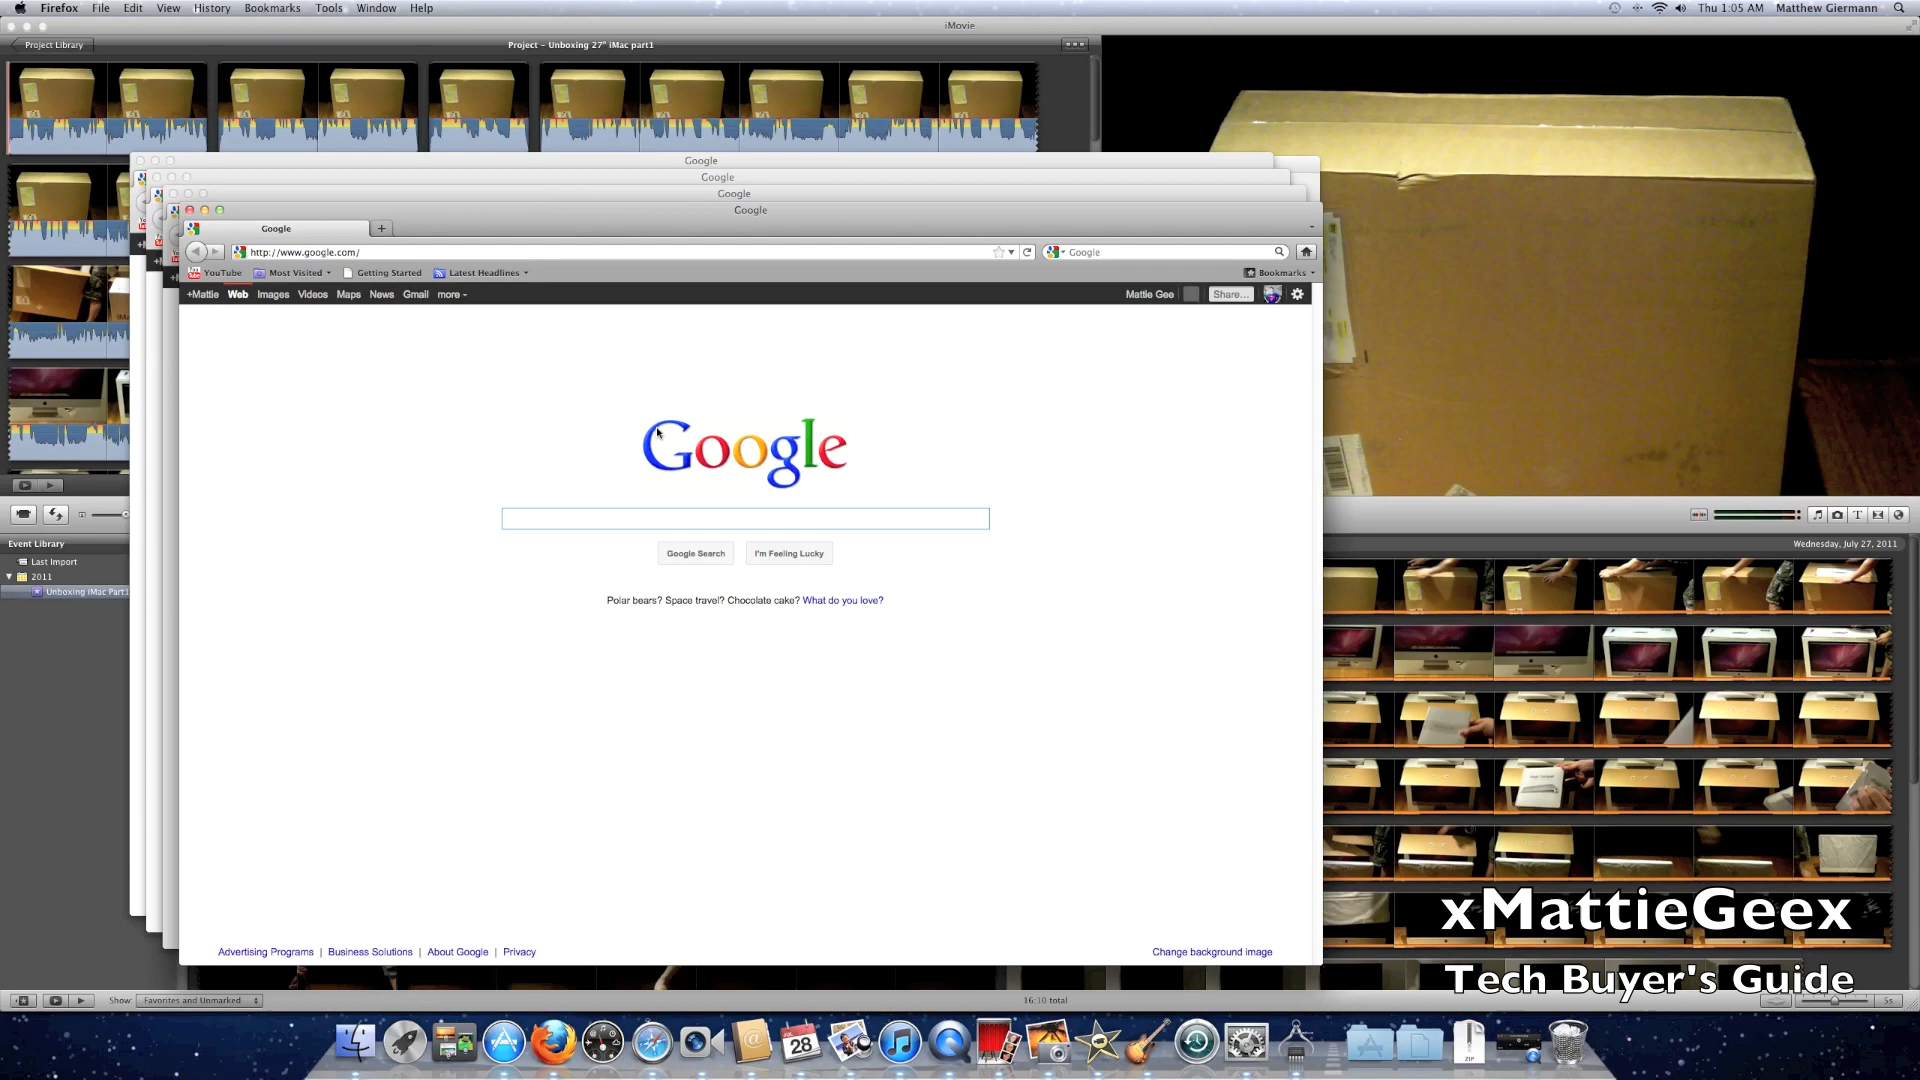 Firefox File Edit View History Bookmarks Tools Window Help
Thu 1:05 AM Matthew Giermann
iMovie
Project Library
Project – Unboxing 27" iMac part1
Google
Google
Google
Google
Google
http://www.google.com/
Google
YouTube Most Visited Getting Started Latest Headlines
Bookmarks
+Mattie Web Images Videos Maps News Gmail more
Mattie Gee Share...
Google
Google Search I'm Feeling Lucky
Polar bears? Space travel? Chocolate cake? What do you love?
Event Library
Last Import
2011
Unboxing iMac Part1
Wednesday, July 27, 2011
Advertising Programs | Business Solutions | About Google | Privacy
Change background image
xMattieGeex
Tech Buyer's Guide
Show: Favorites and Unmarked
16:10 total
5s
28
ZIP